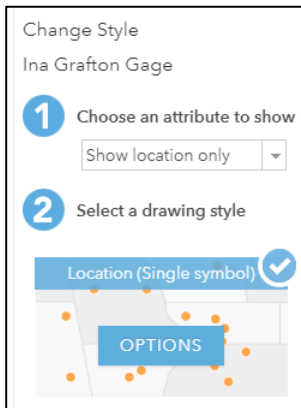 Change Style
Ina Grafton Gage
1 Choose an attribute to show
Show location only
2 Select a drawing style
Location (Single symbol)
OPTIONS